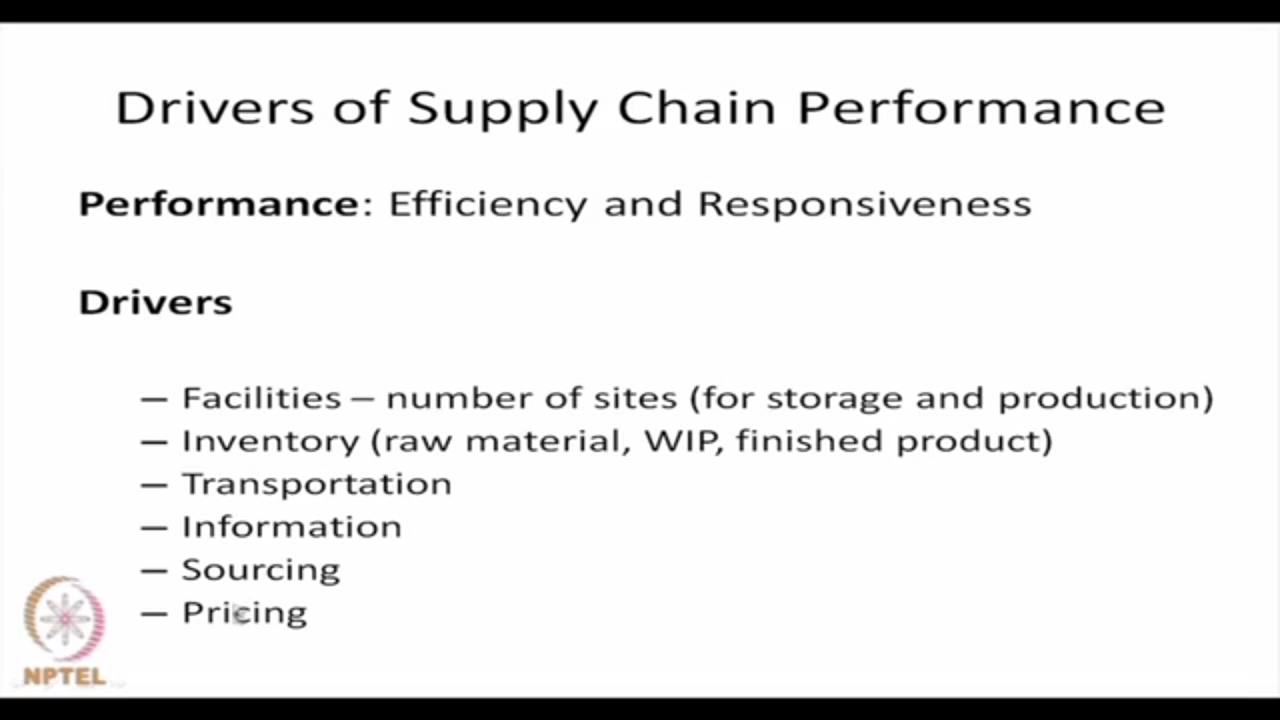 Drivers of Supply Chain Performance
Performance: Efficiency and Responsiveness
Drivers
– Facilities – number of sites (for storage and production)
– Inventory (raw material, WIP, finished product)
– Transportation
– Information
– Sourcing
– Pricing
NPTEL